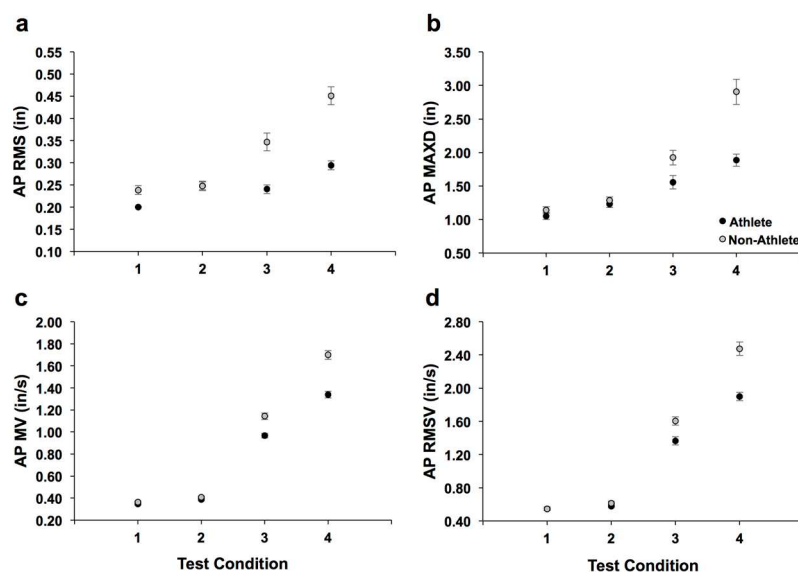 a
AP RMS (in)
0.55
0.50
0.45
0.40
0.35
0.30
0.25
0.20
0.15
0.10
1 2 3 4
b
AP MAXD (in)
3.50
3.00
2.50
2.00
1.50
1.00
0.50
Athlete
Non-Athlete
1 2 3 4
c
AP MV (in/s)
2.00
1.80
1.60
1.40
1.20
1.00
0.80
0.60
0.40
0.20
1 2 3 4
Test Condition
d
AP RMSV (in/s)
2.80
2.40
2.00
1.60
1.20
0.80
0.40
1 2 3 4
Test Condition